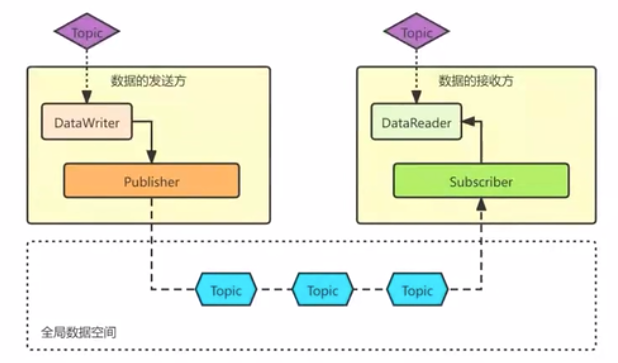 Topic
Topic
数据的发送方
数据的接收方
DataWriter
DataReader
Publisher
Subscriber
Topic
Topic
Topic
全局数据空间